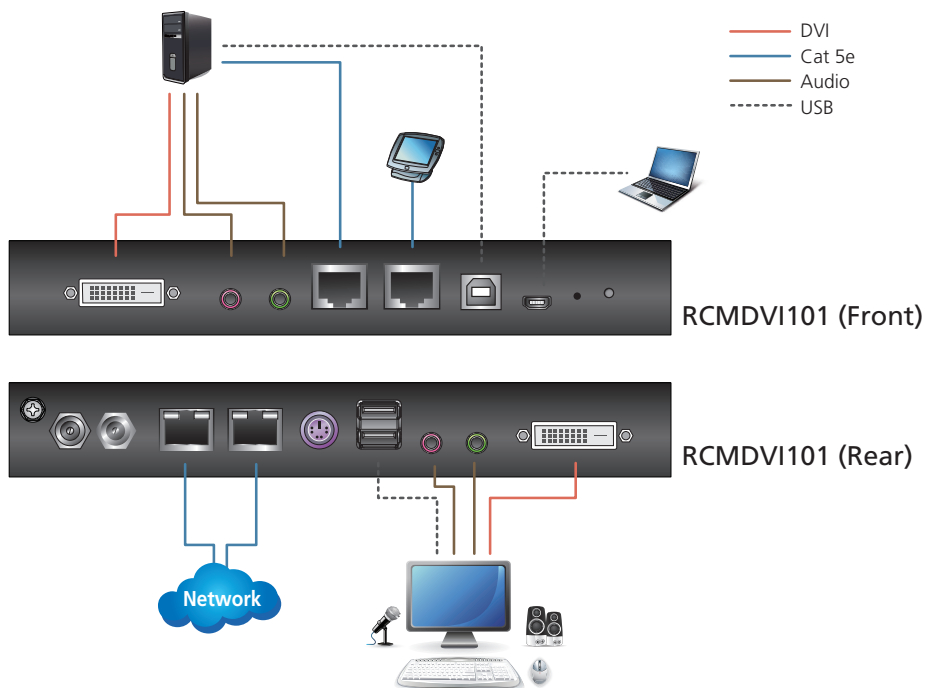 DVI
Cat 5e
Audio
USB
RCMDVI101 (Front)
RCMDVI101 (Rear)
Network